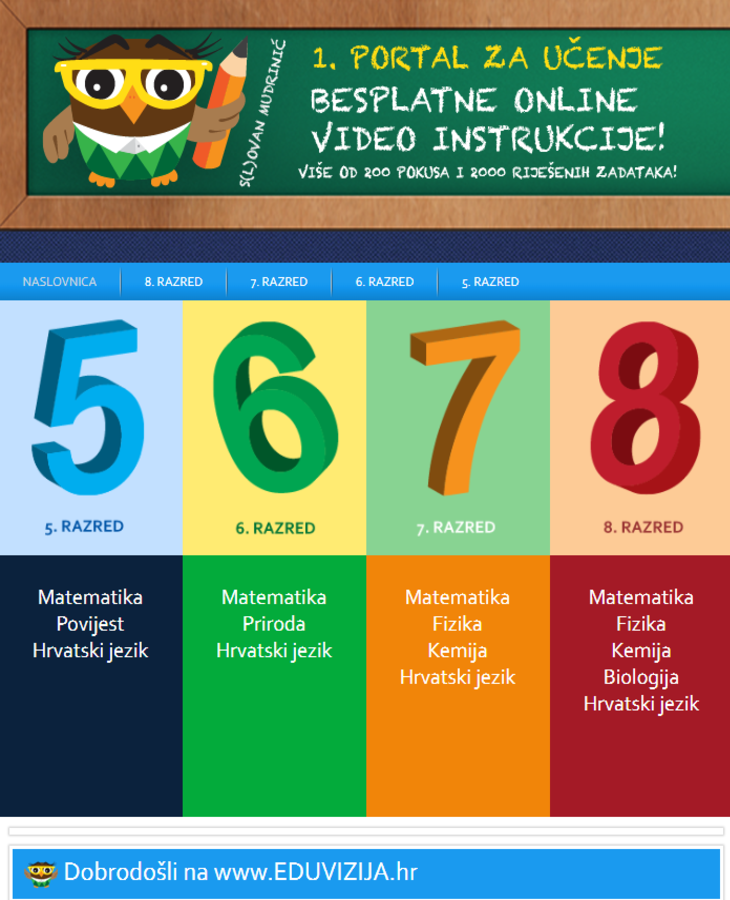 S(L)OVAN MUDRINIĆ
1. PORTAL ZA UČENJE
BESPLATNE ONLINE
VIDEO INSTRUKCIJE!
VIŠE OD 200 POKUSA I 2000 RIJEŠENIH ZADATAKA!
NASLOVNICA
8. RAZRED
7. RAZRED
6. RAZRED
5. RAZRED
5
5. RAZRED
Matematika
Povijest
Hrvatski jezik
6
6. RAZRED
Matematika
Priroda
Hrvatski jezik
7
7. RAZRED
Matematika
Fizika
Kemija
Hrvatski jezik
8
8. RAZRED
Matematika
Fizika
Kemija
Biologija
Hrvatski jezik
Dobrodošli na www.EDUVIZIJA.hr